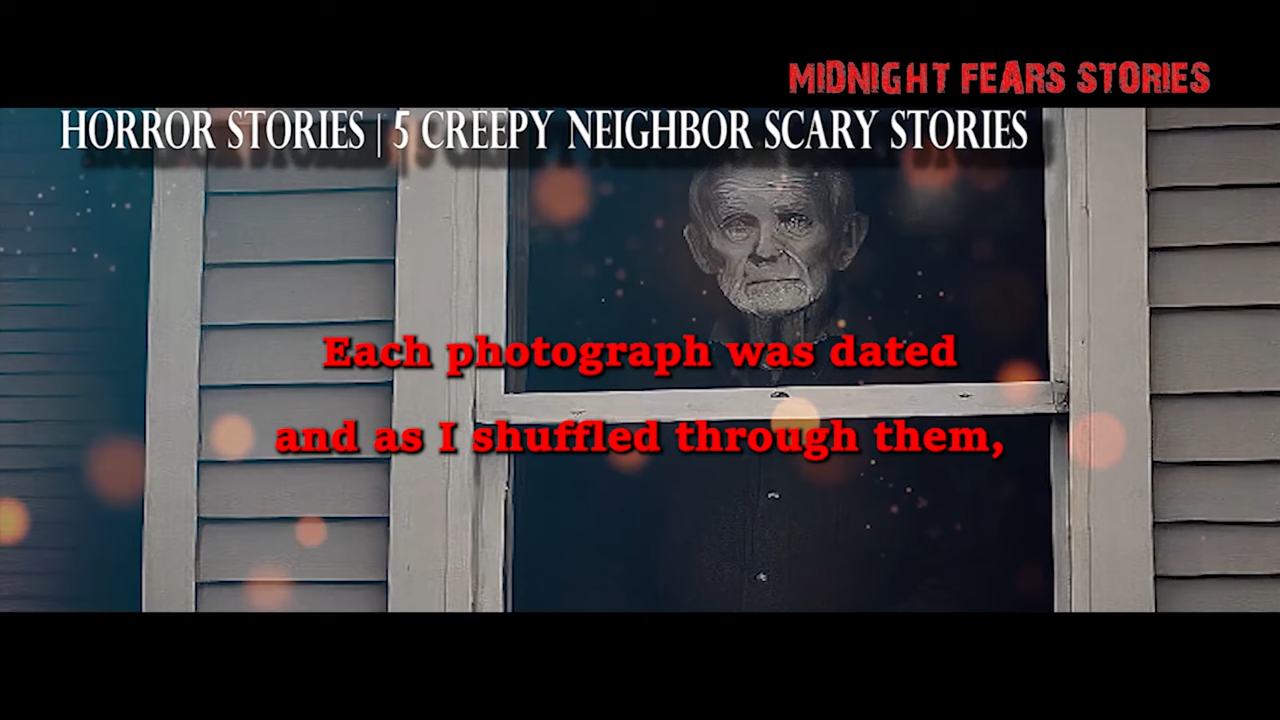 MIDNIGHT FEARS STORIES
HORROR STORIES | 5 CREEPY NEIGHBOR SCARY STORIES
Each photograph was dated
and as I shuffled through them,